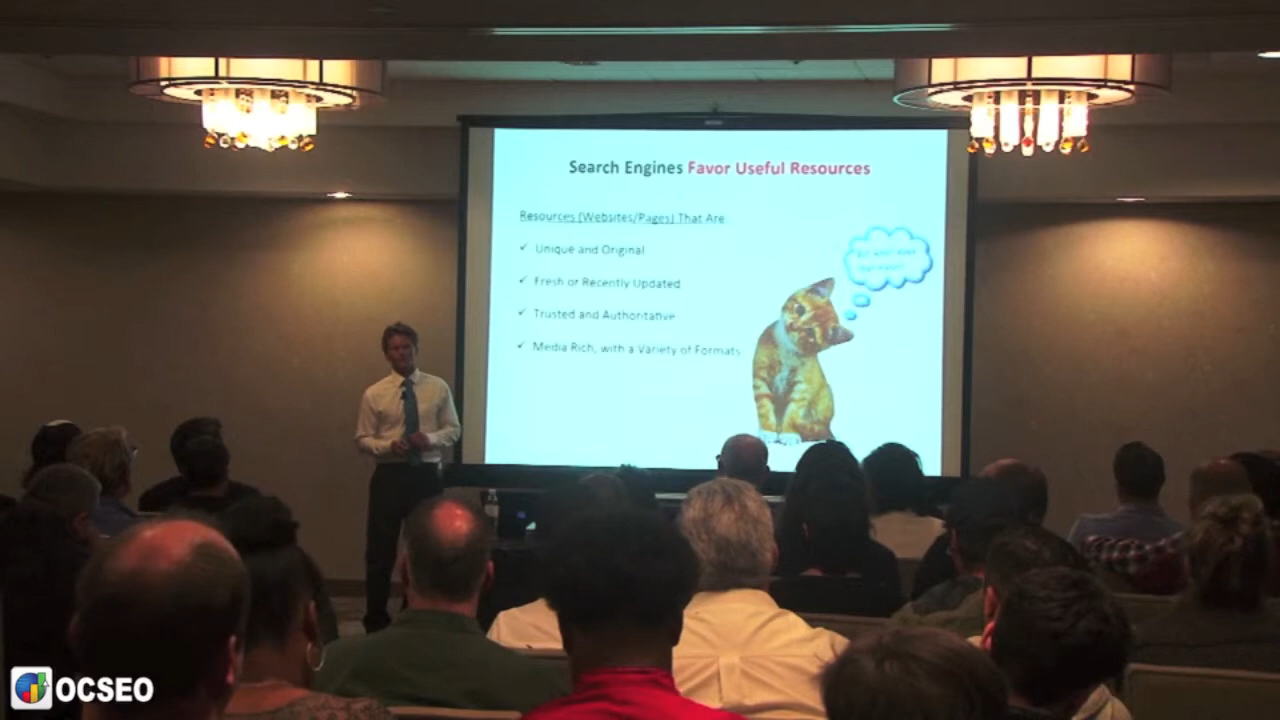 Search Engines Favor Useful Resources
Resources (Websites/Pages) That Are
✓ Unique and Original
✓ Fresh or Recently Updated
✓ Trusted and Authoritative
✓ Media Rich, with a Variety of Formats
OCSEO